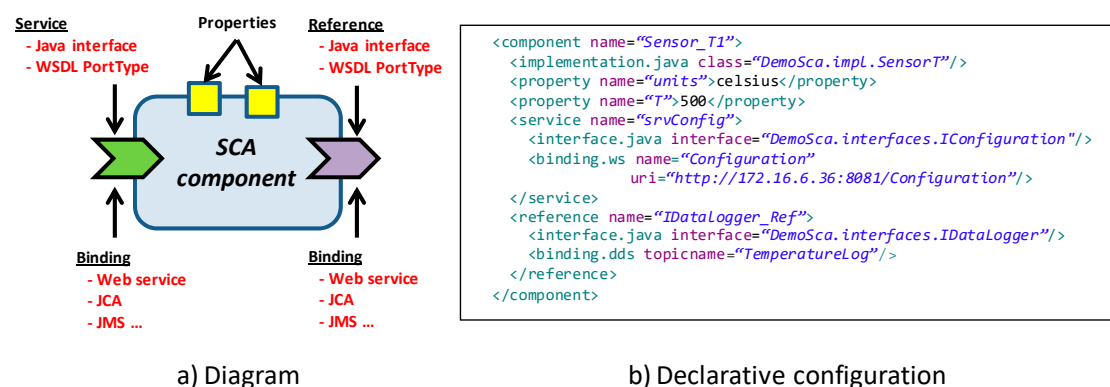 Service
- Java interface
- WSDL PortType
Properties
Reference
- Java interface
- WSDL PortType
SCA
component
Binding
- Web service
- JCA
- JMS ...
Binding
- Web service
- JCA
- JMS ...
a) Diagram
<component name=“Sensor_T1”>
<implementation.java class=“DemoSca.impl.SensorT”/>
<property name=“units”>celsius</property>
<property name=“T”>500</property>
<service name=“srvConfig”>
<interface.java interface=“DemoSca.interfaces.IConfiguration"/>
<binding.ws name=“Configuration”
uri=“http://172.16.6.36:8081/Configuration”/>
</service>
<reference name=“IDataLogger_Ref”>
<interface.java interface=“DemoSca.interfaces.IDataLogger”/>
<binding.dds topicname=“TemperatureLog”/>
</reference>
</component>
b) Declarative configuration